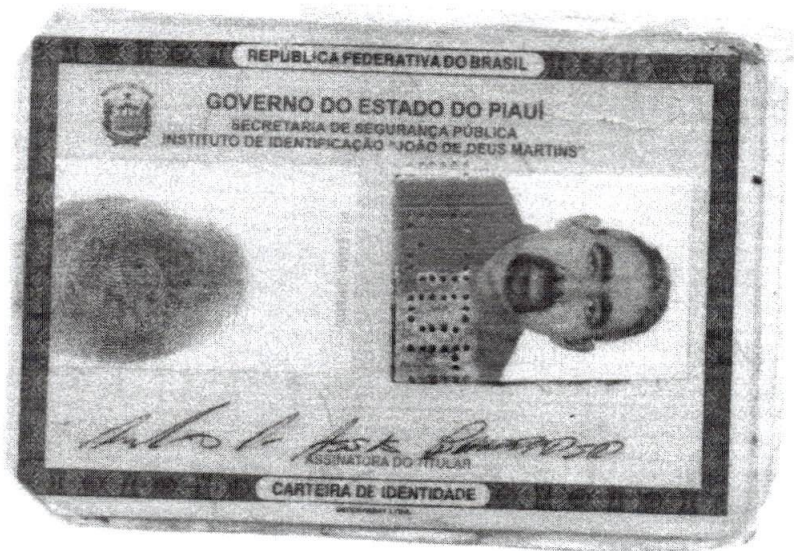 REPÚBLICA FEDERATIVA DO BRASIL
GOVERNO DO ESTADO DO PIAUÍ
SECRETARIA DE SEGURANÇA PÚBLICA
INSTITUTO DE IDENTIFICAÇÃO "JOÃO DE DEUS MARTINS"
ASSINATURA DO TITULAR
CARTEIRA DE IDENTIDADE